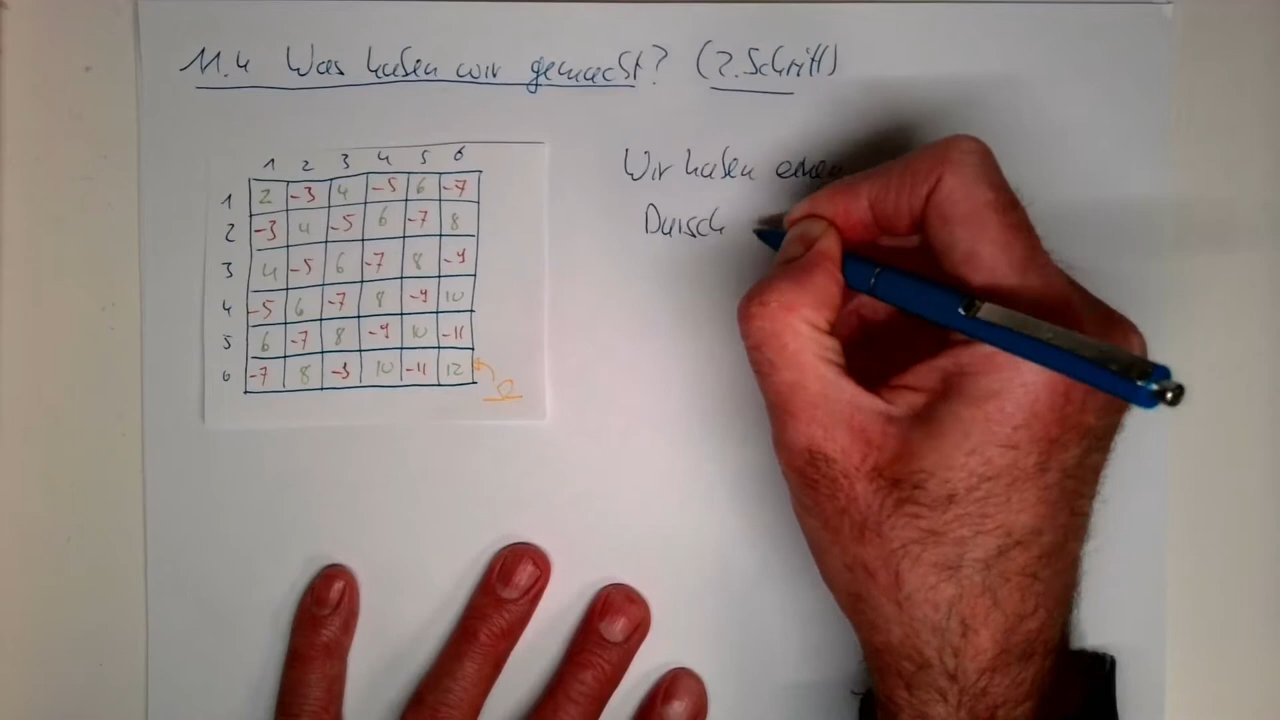 11.4 Was haben wir gemacht? (2. Schritt)
1 2 3 4 5 6
1 2 -3 4 -5 6 -7
2 -3 4 -5 6 -7 8
3 4 -5 6 -7 8 -9
4 -5 6 -7 8 -9 10
5 6 -7 8 -9 10 -11
6 -7 8 -9 10 -11 12
Ω
Wir haben einen
Dursch